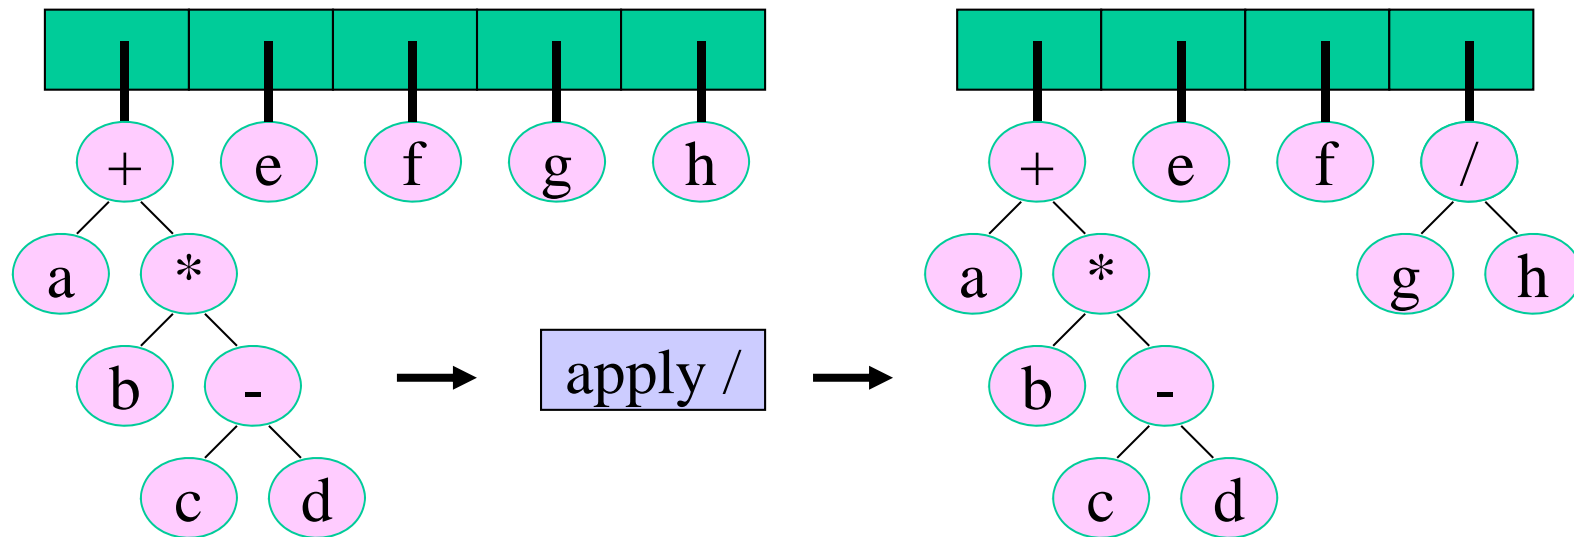 + e f g h + e f /
a * a * g h
b - apply / b -
c d c d